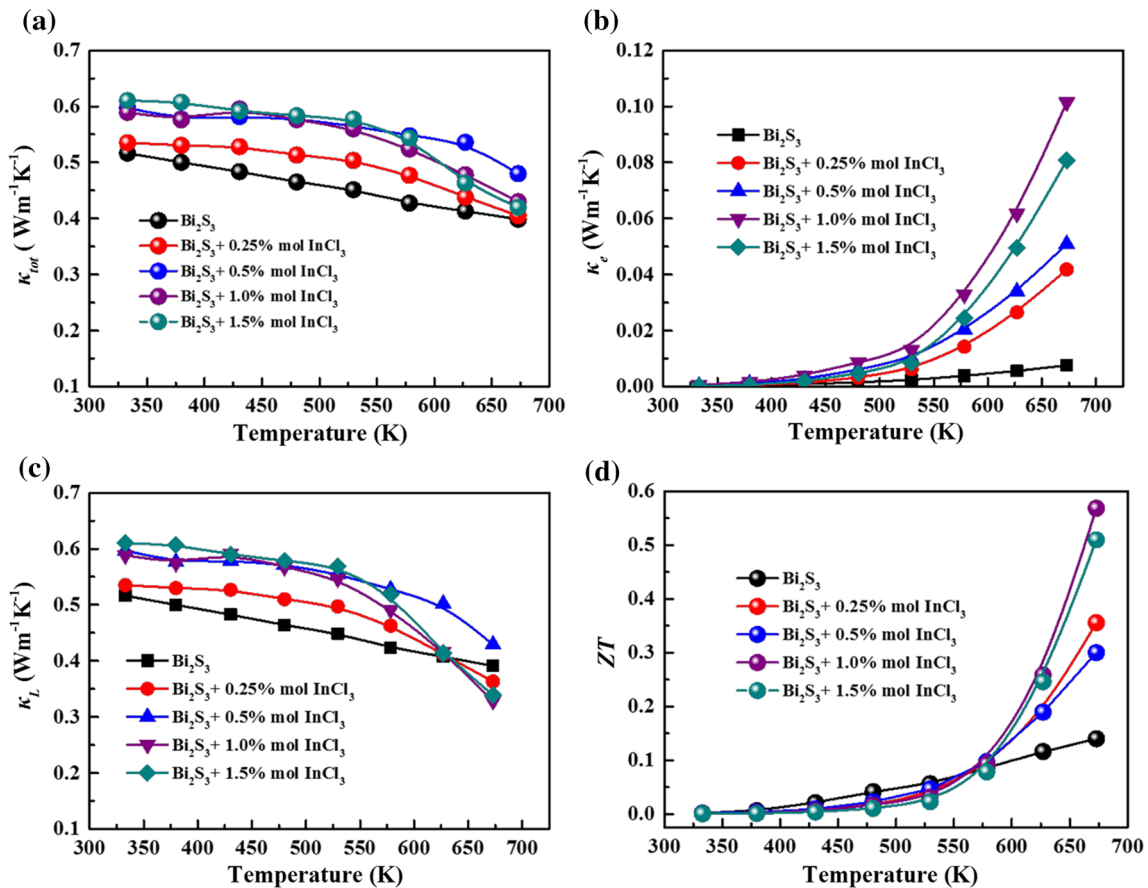 (a)
0.7
0.6
0.5
0.4
0.3
0.2
0.1
κtot ( Wm⁻¹K⁻¹)
Bi₂S₃
Bi₂S₃+ 0.25% mol InCl₃
Bi₂S₃+ 0.5% mol InCl₃
Bi₂S₃+ 1.0% mol InCl₃
Bi₂S₃+ 1.5% mol InCl₃
300 350 400 450 500 550 600 650 700
Temperature (K)
(b)
0.12
0.10
0.08
0.06
0.04
0.02
0.00
κe (Wm⁻¹K⁻¹)
Bi₂S₃
Bi₂S₃+ 0.25% mol InCl₃
Bi₂S₃+ 0.5% mol InCl₃
Bi₂S₃+ 1.0% mol InCl₃
Bi₂S₃+ 1.5% mol InCl₃
300 350 400 450 500 550 600 650 700
Temperature (K)
(c)
0.7
0.6
0.5
0.4
0.3
0.2
0.1
κL (Wm⁻¹K⁻¹)
Bi₂S₃
Bi₂S₃+ 0.25% mol InCl₃
Bi₂S₃+ 0.5% mol InCl₃
Bi₂S₃+ 1.0% mol InCl₃
Bi₂S₃+ 1.5% mol InCl₃
300 350 400 450 500 550 600 650 700
Temperature (K)
(d)
0.6
0.5
0.4
0.3
0.2
0.1
0.0
ZT
Bi₂S₃
Bi₂S₃+ 0.25% mol InCl₃
Bi₂S₃+ 0.5% mol InCl₃
Bi₂S₃+ 1.0% mol InCl₃
Bi₂S₃+ 1.5% mol InCl₃
300 350 400 450 500 550 600 650 700
Temperature (K)